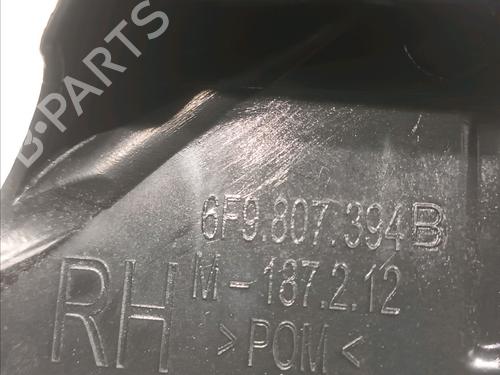 B-PARTS
6F9.807.394B
RH
M-187.2.12
>POM<